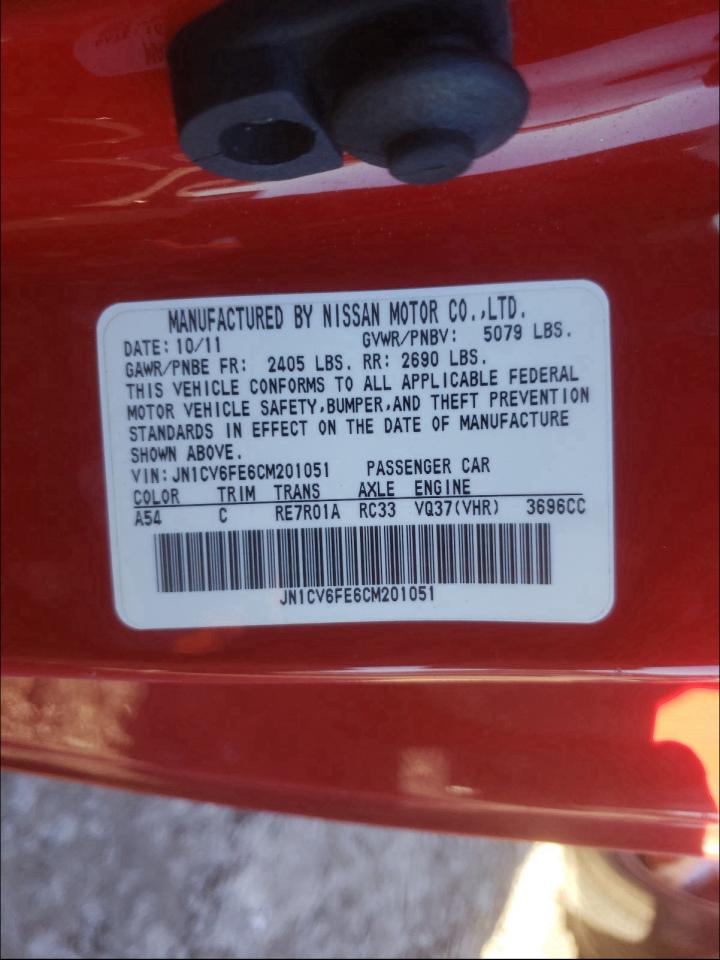 MANUFACTURED BY NISSAN MOTOR CO.,LTD.
DATE: 10/11 GVWR/PNBV: 5079 LBS.
GAWR/PNBE FR: 2405 LBS. RR: 2690 LBS.
THIS VEHICLE CONFORMS TO ALL APPLICABLE FEDERAL
MOTOR VEHICLE SAFETY,BUMPER,AND THEFT PREVENTION
STANDARDS IN EFFECT ON THE DATE OF MANUFACTURE
SHOWN ABOVE.
VIN: JN1CV6FE6CM201051 PASSENGER CAR
COLOR TRIM TRANS AXLE ENGINE
A54 C RE7R01A RC33 VQ37(VHR) 3696CC
JN1CV6FE6CM201051